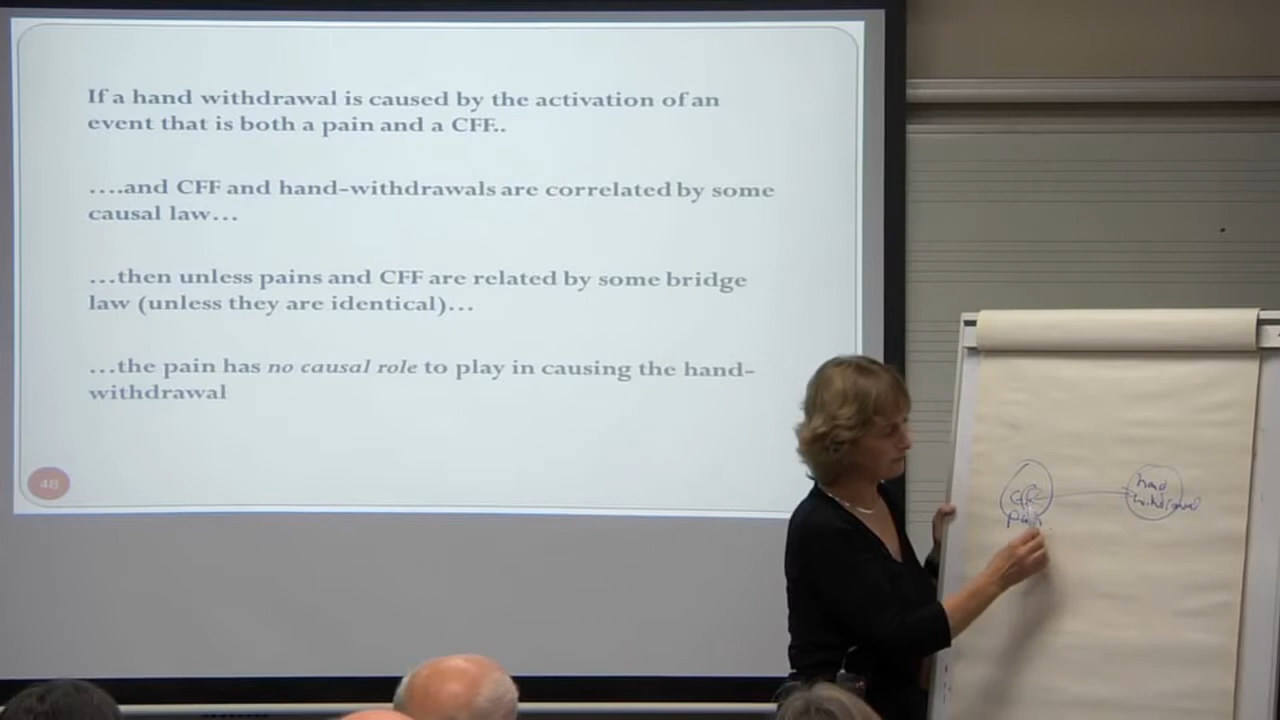 If a hand withdrawal is caused by the activation of an
event that is both a pain and a CFF..
….and CFF and hand-withdrawals are correlated by some
causal law…
…then unless pains and CFF are related by some bridge
law (unless they are identical)…
…the pain has no causal role to play in causing the hand-
withdrawal
48
CFF
pain
hand
withdrawal